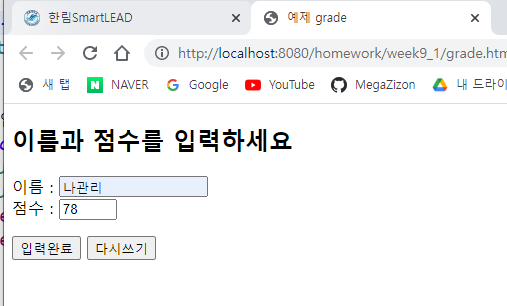 한림SmartLEAD
예제 grade
http://localhost:8080/homework/week9_1/grade.htm
새 탭
NAVER
Google
YouTube
MegaZizon
내 드라이
이름과 점수를 입력하세요
이름 : 나관리
점수 : 78
입력완료 다시쓰기